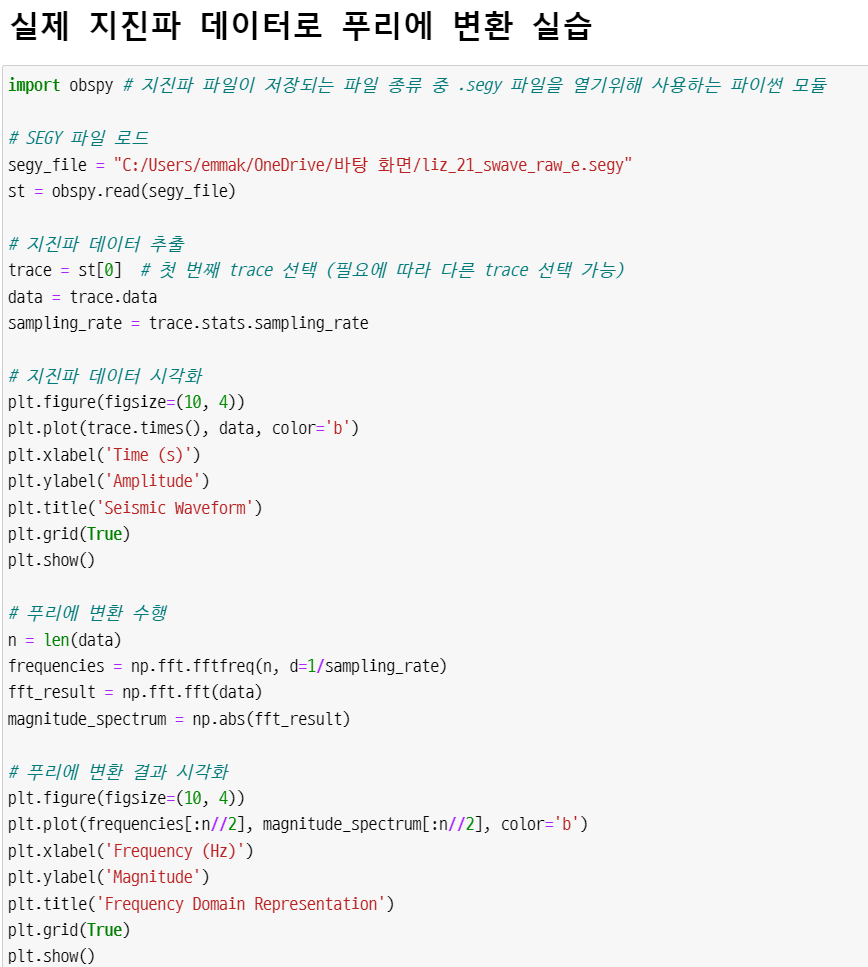 실제 지진파 데이터로 푸리에 변환 실습
import obspy # 지진파 파일이 저장되는 파일 종류 중 .segy 파일을 열기위해 사용하는 파이썬 모듈
# SEGY 파일 로드
segy_file = "C:/Users/emmak/OneDrive/바탕 화면/liz_21_swave_raw_e.segy"
st = obspy.read(segy_file)
# 지진파 데이터 추출
trace = st[0]  # 첫 번째 trace 선택 (필요에 따라 다른 trace 선택 가능)
data = trace.data
sampling_rate = trace.stats.sampling_rate
# 지진파 데이터 시각화
plt.figure(figsize=(10, 4))
plt.plot(trace.times(), data, color='b')
plt.xlabel('Time (s)')
plt.ylabel('Amplitude')
plt.title('Seismic Waveform')
plt.grid(True)
plt.show()
# 푸리에 변환 수행
n = len(data)
frequencies = np.fft.fftfreq(n, d=1/sampling_rate)
fft_result = np.fft.fft(data)
magnitude_spectrum = np.abs(fft_result)
# 푸리에 변환 결과 시각화
plt.figure(figsize=(10, 4))
plt.plot(frequencies[:n//2], magnitude_spectrum[:n//2], color='b')
plt.xlabel('Frequency (Hz)')
plt.ylabel('Magnitude')
plt.title('Frequency Domain Representation')
plt.grid(True)
plt.show()